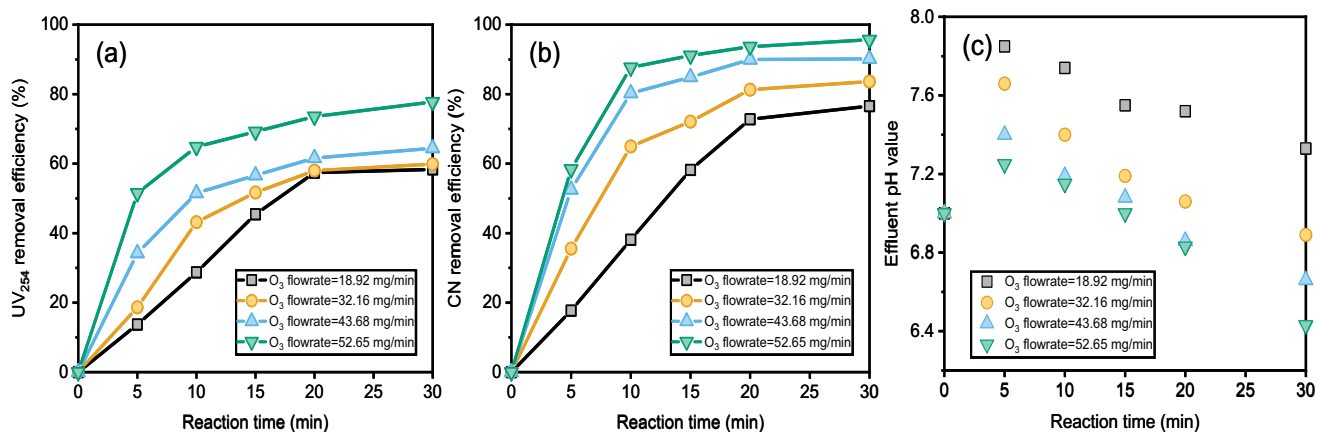 (a)
UV254 removal efficiency (%)
100
80
60
40
20
0
O3 flowrate=18.92 mg/min
O3 flowrate=32.16 mg/min
O3 flowrate=43.68 mg/min
O3 flowrate=52.65 mg/min
0 5 10 15 20 25 30
Reaction time (min)
(b)
CN removal efficiency (%)
100
80
60
40
20
0
O3 flowrate=18.92 mg/min
O3 flowrate=32.16 mg/min
O3 flowrate=43.68 mg/min
O3 flowrate=52.65 mg/min
0 5 10 15 20 25 30
Reaction time (min)
(c)
Effluent pH value
8.0
7.6
7.2
6.8
6.4
O3 flowrate=18.92 mg/min
O3 flowrate=32.16 mg/min
O3 flowrate=43.68 mg/min
O3 flowrate=52.65 mg/min
0 5 10 15 20 25 30
Reaction time (min)